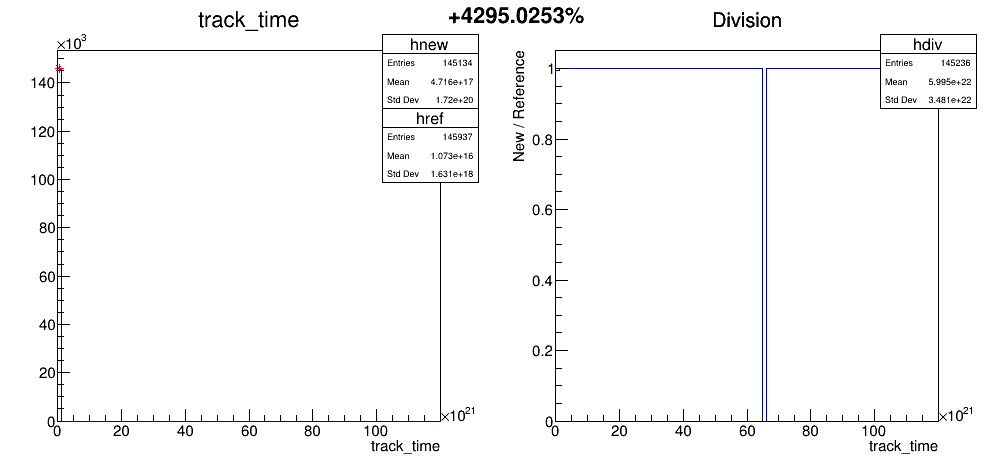 +4295.0253%
track_time
×10³
hnew
Entries 145134
Mean 4.716e+17
Std Dev 1.72e+20
href
Entries 145937
Mean 1.073e+16
Std Dev 1.631e+18
140
120
100
80
60
40
20
0
0 20 40 60 80 100
×10²¹
track_time
Division
hdiv
Entries 145236
Mean 5.995e+22
Std Dev 3.481e+22
New / Reference
1
0.8
0.6
0.4
0.2
0
0 20 40 60 80 100
×10²¹
track_time